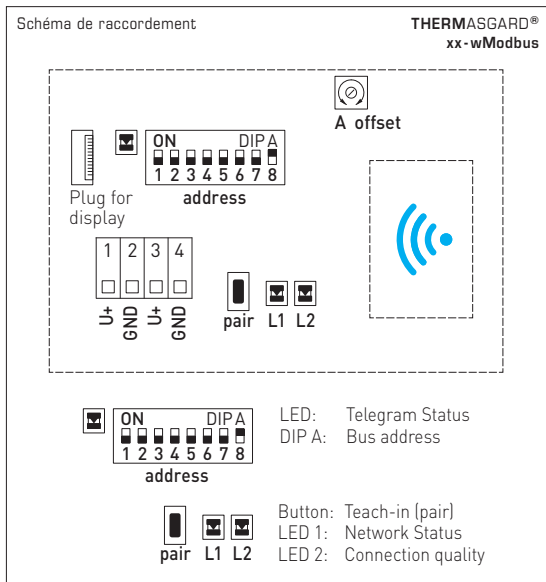 Schéma de raccordement
THERMASGARD®
xx-wModbus
A offset
ON DIP A
1 2 3 4 5 6 7 8
address
Plug for
display
1 2 3 4
U+ GND U+ GND
pair L1 L2
ON DIP A
1 2 3 4 5 6 7 8
address
LED: Telegram Status
DIP A: Bus address
pair L1 L2
Button: Teach-in (pair)
LED 1: Network Status
LED 2: Connection quality